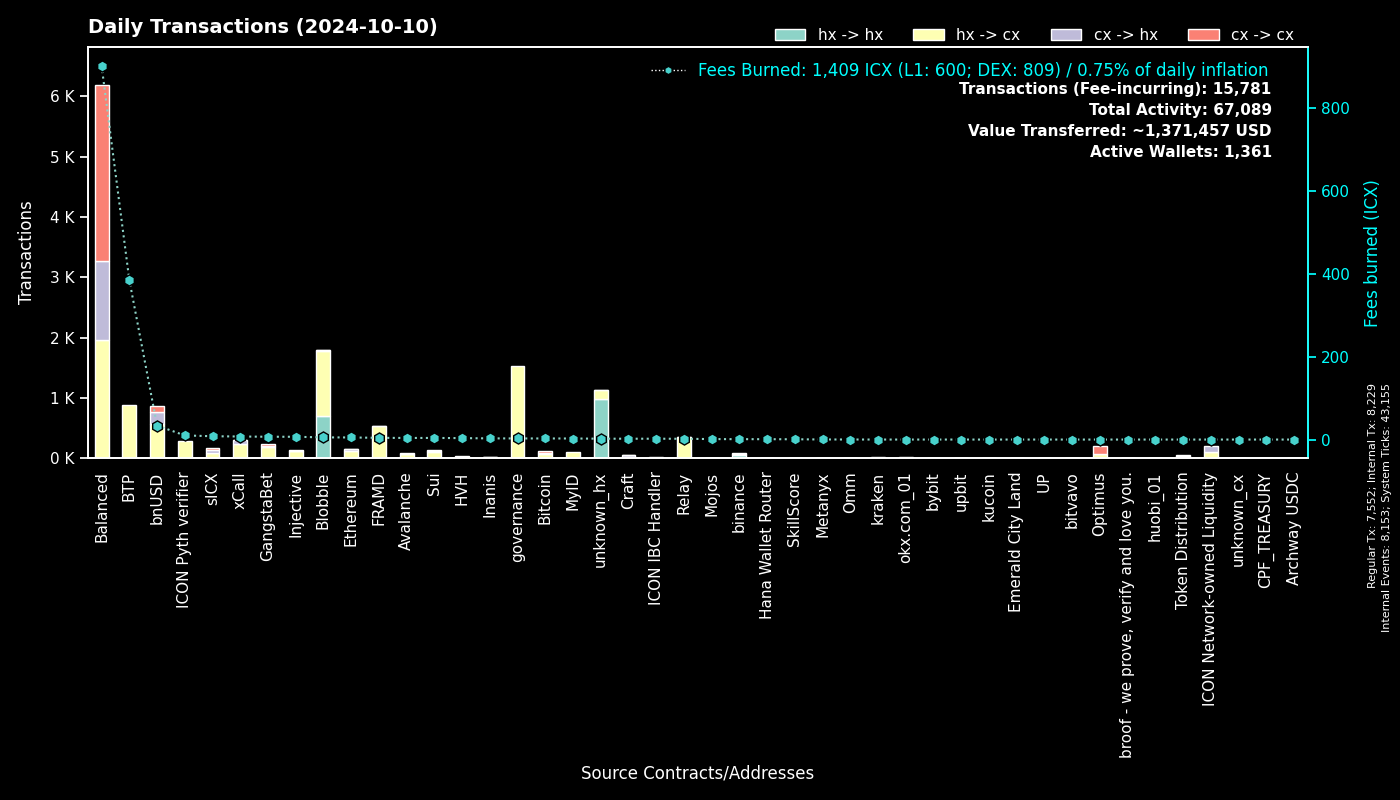 Daily Transactions (2024-10-10)
hx -> hx
hx -> cx
cx -> hx
cx -> cx
Fees Burned: 1,409 ICX (L1: 600; DEX: 809) / 0.75% of daily inflation
Transactions (Fee-incurring): 15,781
Total Activity: 67,089
Value Transferred: ~1,371,457 USD
Active Wallets: 1,361
Transactions
6 K
5 K
4 K
3 K
2 K
1 K
0 K
800
600
400
200
0
Fees burned (ICX)
Regular Tx: 7,552; Internal Tx: 8,229
Internal Events: 8,153; System Ticks: 43,155
Balanced
BTP
bnUSD
ICON Pyth verifier
sICX
xCall
GangstaBet
Injective
Blobble
Ethereum
FRAMD
Avalanche
Sui
HVH
Inanis
governance
Bitcoin
MyID
unknown_hx
Craft
ICON IBC Handler
Relay
Mojos
binance
Hana Wallet Router
SkillScore
Metanyx
Omm
kraken
okx.com_01
bybit
upbit
kucoin
Emerald City Land
UP
bitvavo
Optimus
broof - we prove, verify and love you.
huobi_01
Token Distribution
ICON Network-owned Liquidity
unknown_cx
CPF_TREASURY
Archway USDC
Source Contracts/Addresses